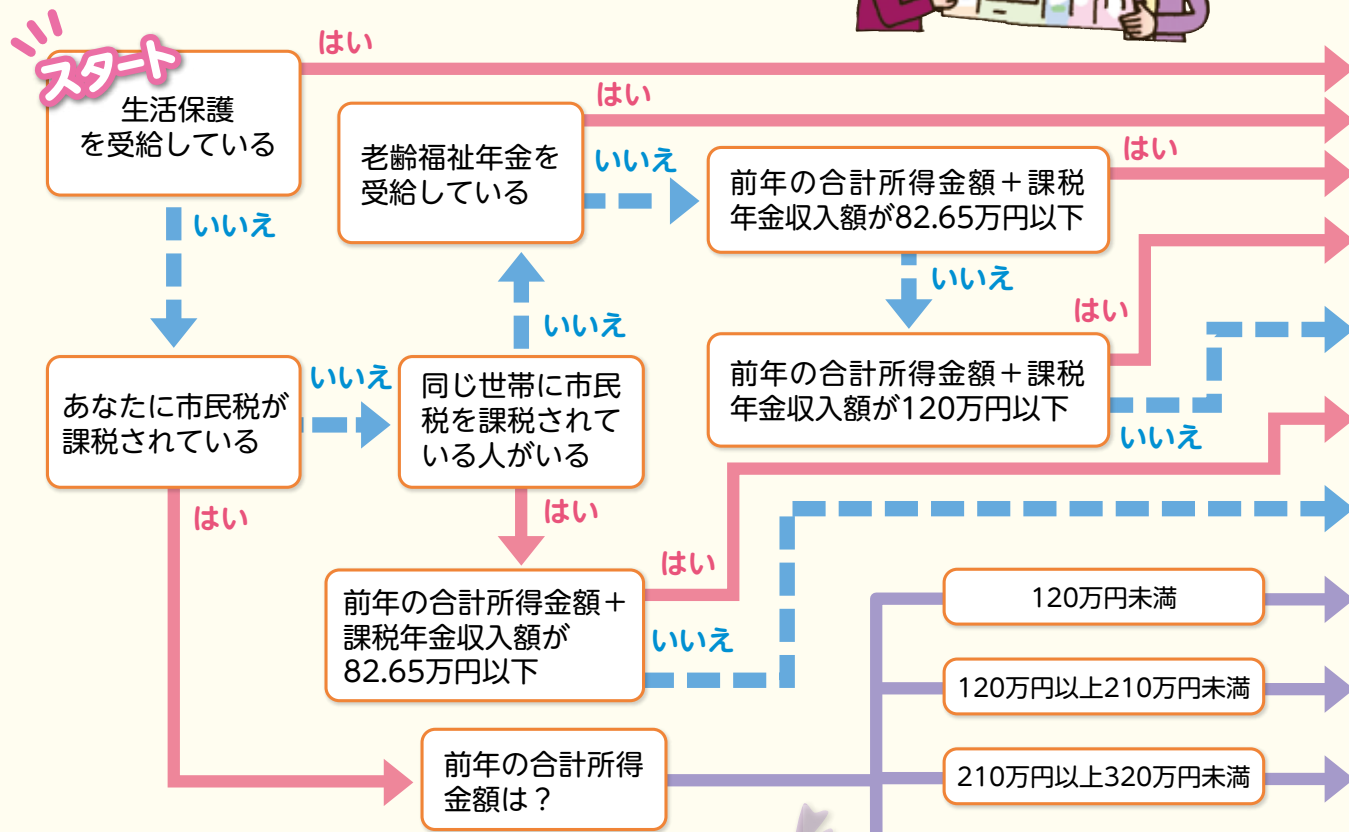 スタート
生活保護
を受給している
はい
いいえ
老齢福祉年金を
受給している
はい
いいえ
前年の合計所得金額＋課税
年金収入額が82.65万円以下
はい
いいえ
前年の合計所得金額＋課税
年金収入額が120万円以下
はい
いいえ
あなたに市民税が
課税されている
いいえ
はい
同じ世帯に市民
税を課税されて
いる人がいる
いいえ
はい
前年の合計所得金額＋
課税年金収入額が
82.65万円以下
はい
いいえ
前年の合計所得
金額は？
120万円未満
120万円以上210万円未満
210万円以上320万円未満